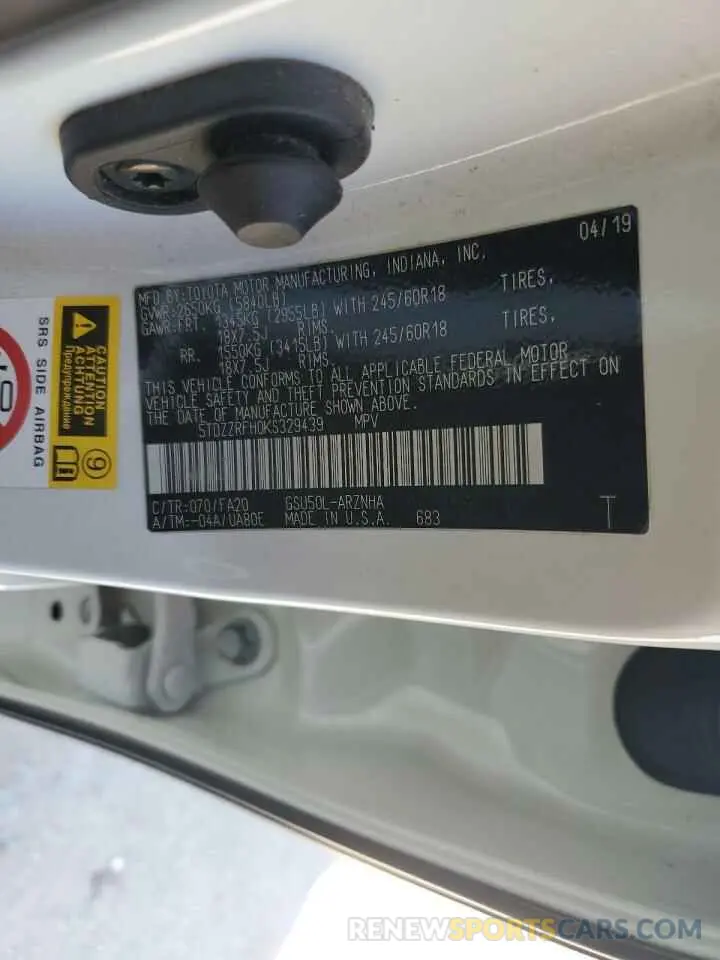 04/19
MFD.BY:TOYOTA MOTOR MANUFACTURING, INDIANA, INC.
GVWR:2650KG (5840LB)
GAWR:FRT. 1345KG (2955LB) WITH 245/60R18 TIRES,
18X7.5J RIMS.
RR. 1550KG (3415LB) WITH 245/60R18 TIRES,
18X7.5J RIMS.
THIS VEHICLE CONFORMS TO ALL APPLICABLE FEDERAL MOTOR
VEHICLE SAFETY AND THEFT PREVENTION STANDARDS IN EFFECT ON
THE DATE OF MANUFACTURE SHOWN ABOVE.
5TDZZRFH0KS329439 MPV
C/TR:070/FA20 GSU50L-ARZNHA
A/TM:-04A/UA80E MADE IN U.S.A. 683 T
SRS SIDE AIRBAG
CAUTION
ATTENTION
ACHTUNG
Предупреждение
9
RENEWSPORTSCARS.COM